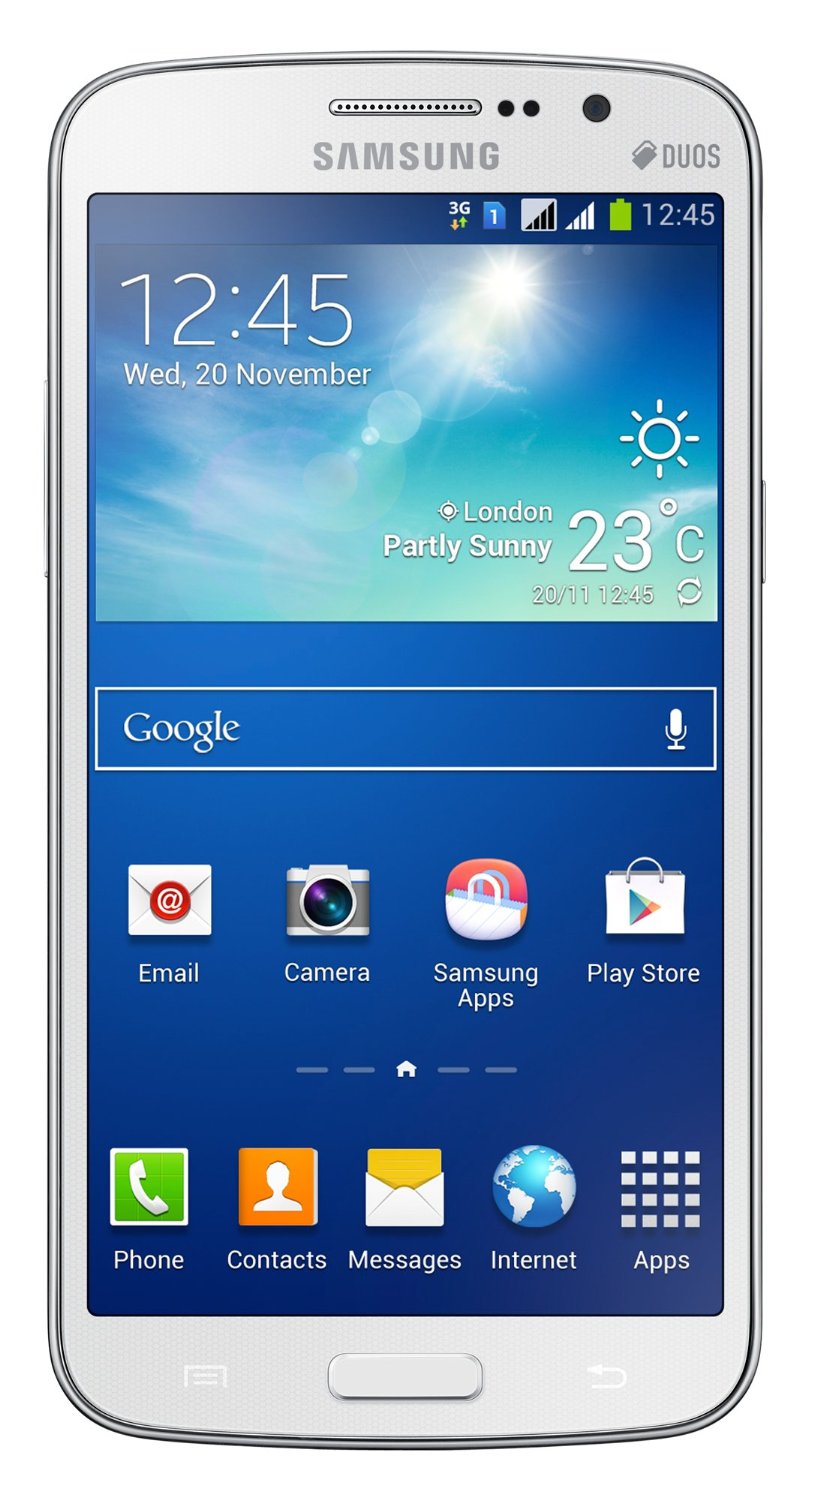 SAMSUNG
DUOS
3G 1 12:45
12:45
Wed, 20 November
London
Partly Sunny
23°C
20/11 12:45
Google
@
Email Camera Samsung Apps Play Store
Phone Contacts Messages Internet Apps